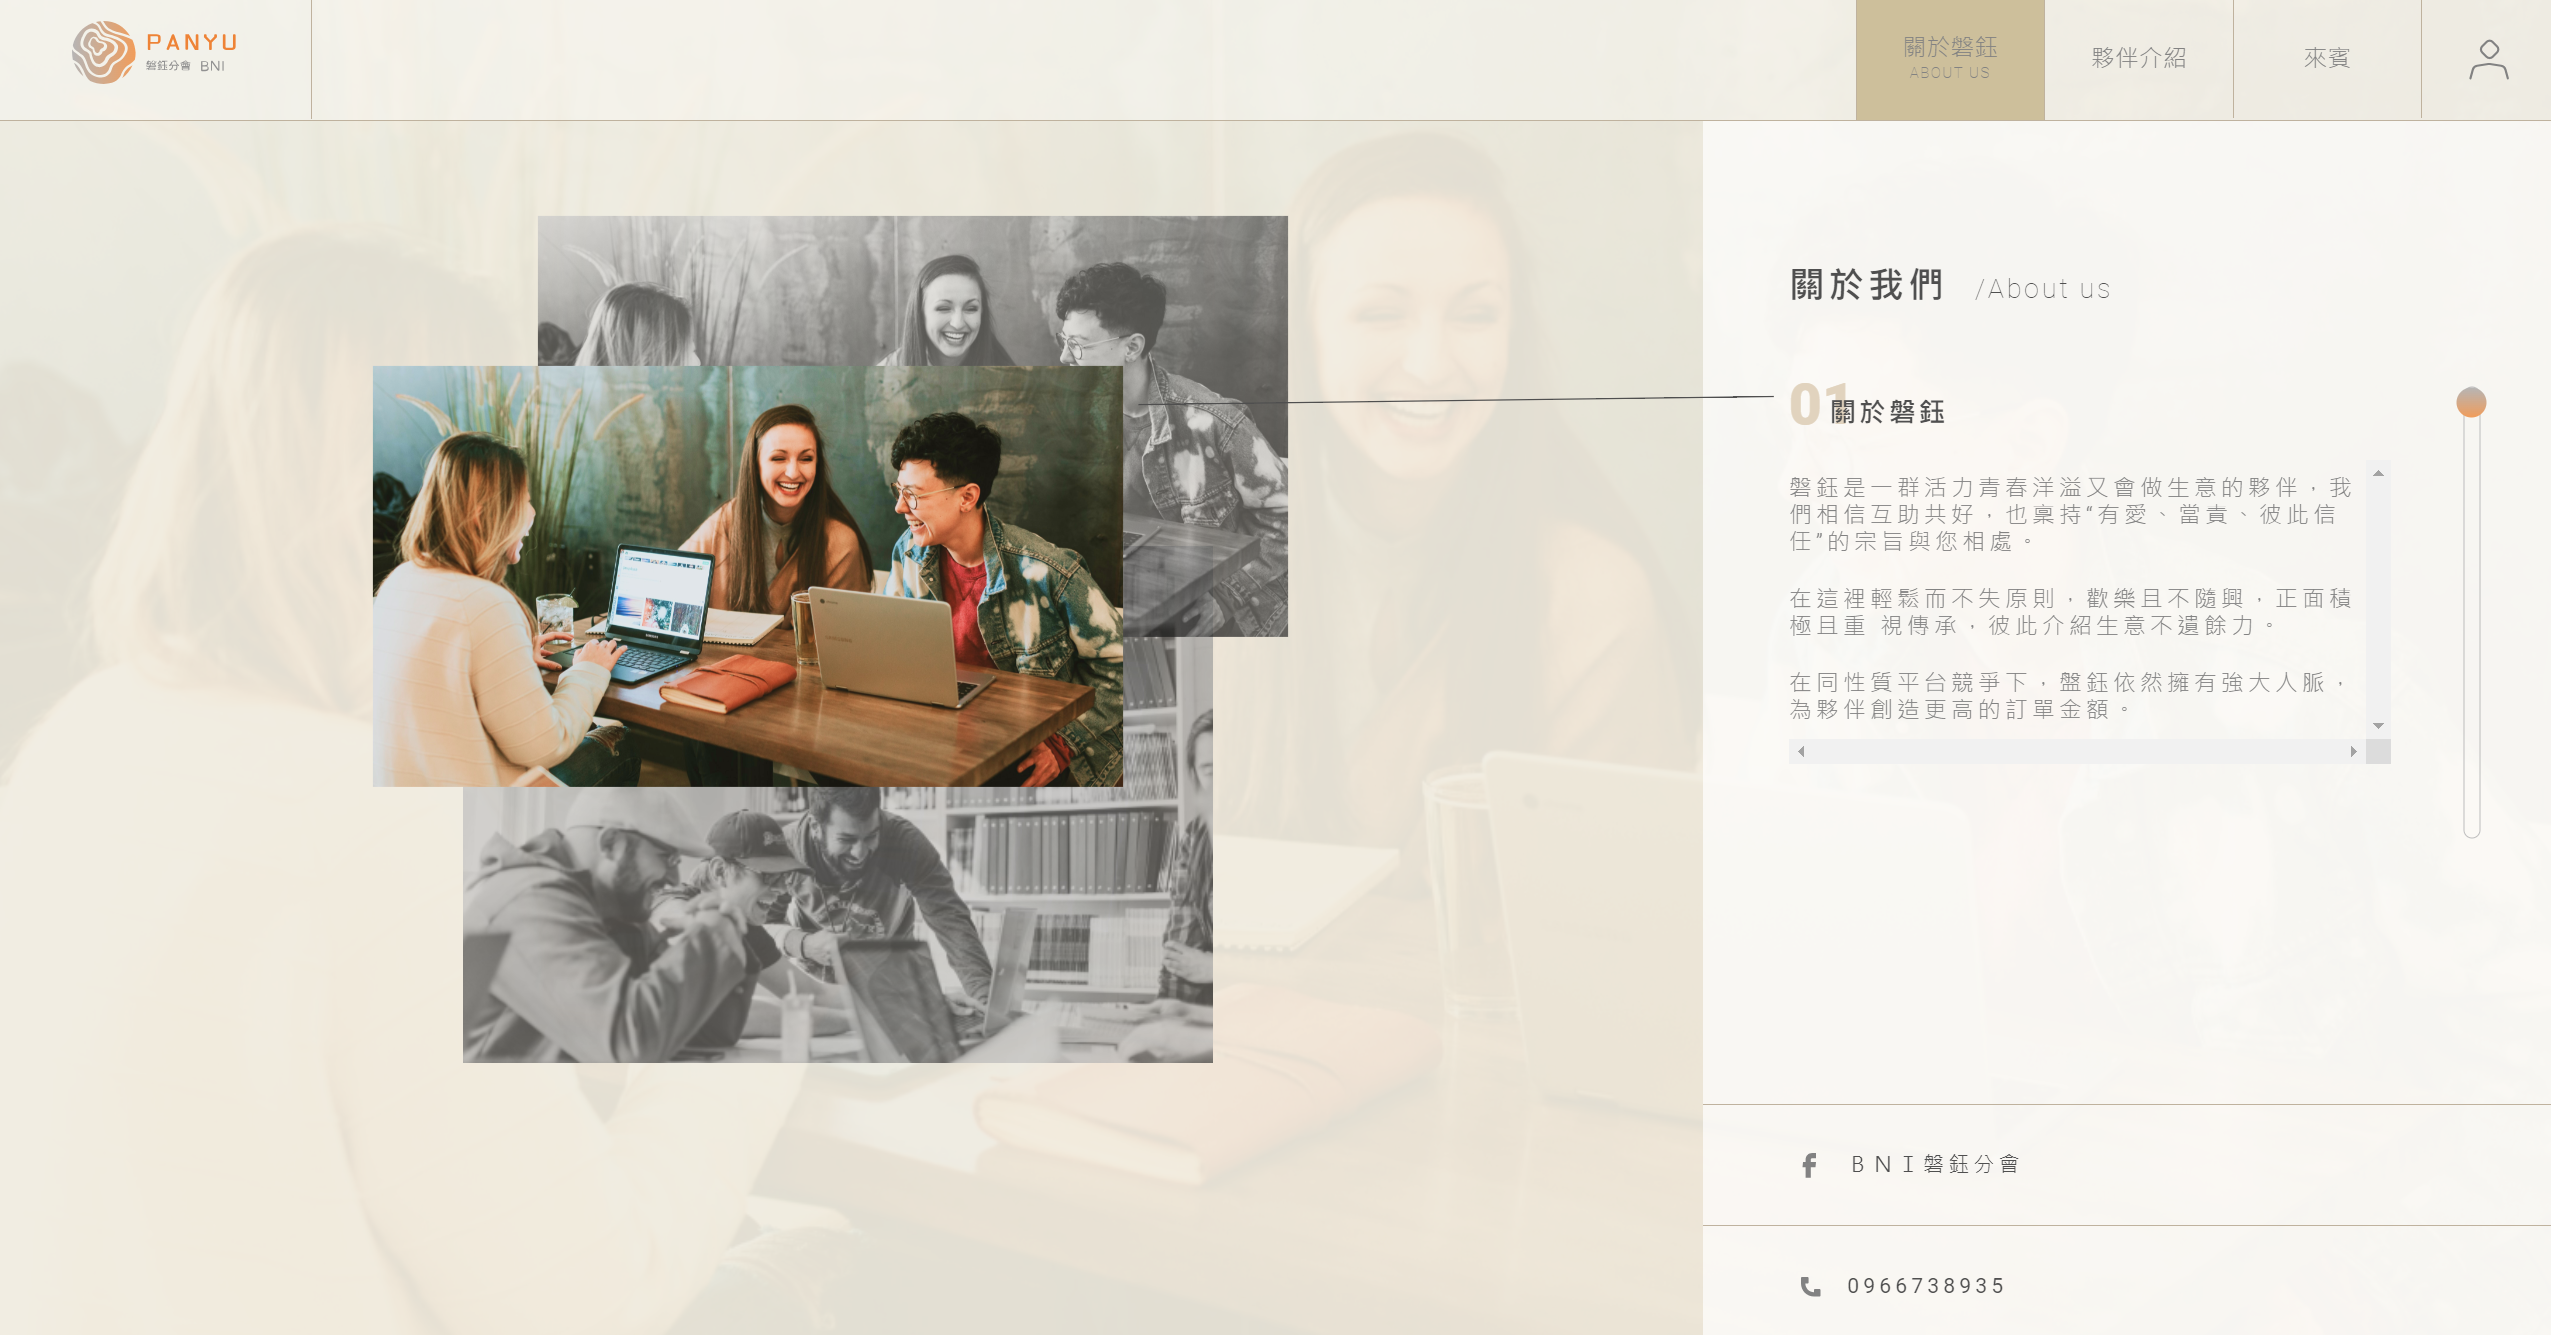 PANYU
磐鈺分會 BNI
關於磐鈺
ABOUT US
夥伴介紹
來賓
關於我們 /About us
01
關於磐鈺
磐鈺是一群活力青春洋溢又會做生意的夥伴，我
們相信互助共好，也稟持“有愛、當責、彼此信
任”的宗旨與您相處。
在這裡輕鬆而不失原則，歡樂且不隨興，正面積
極且重 視傳承，彼此介紹生意不遺餘力。
在同性質平台競爭下，盤鈺依然擁有強大人脈，
為夥伴創造更高的訂單金額。
ＢＮＩ磐鈺分會
0966738935